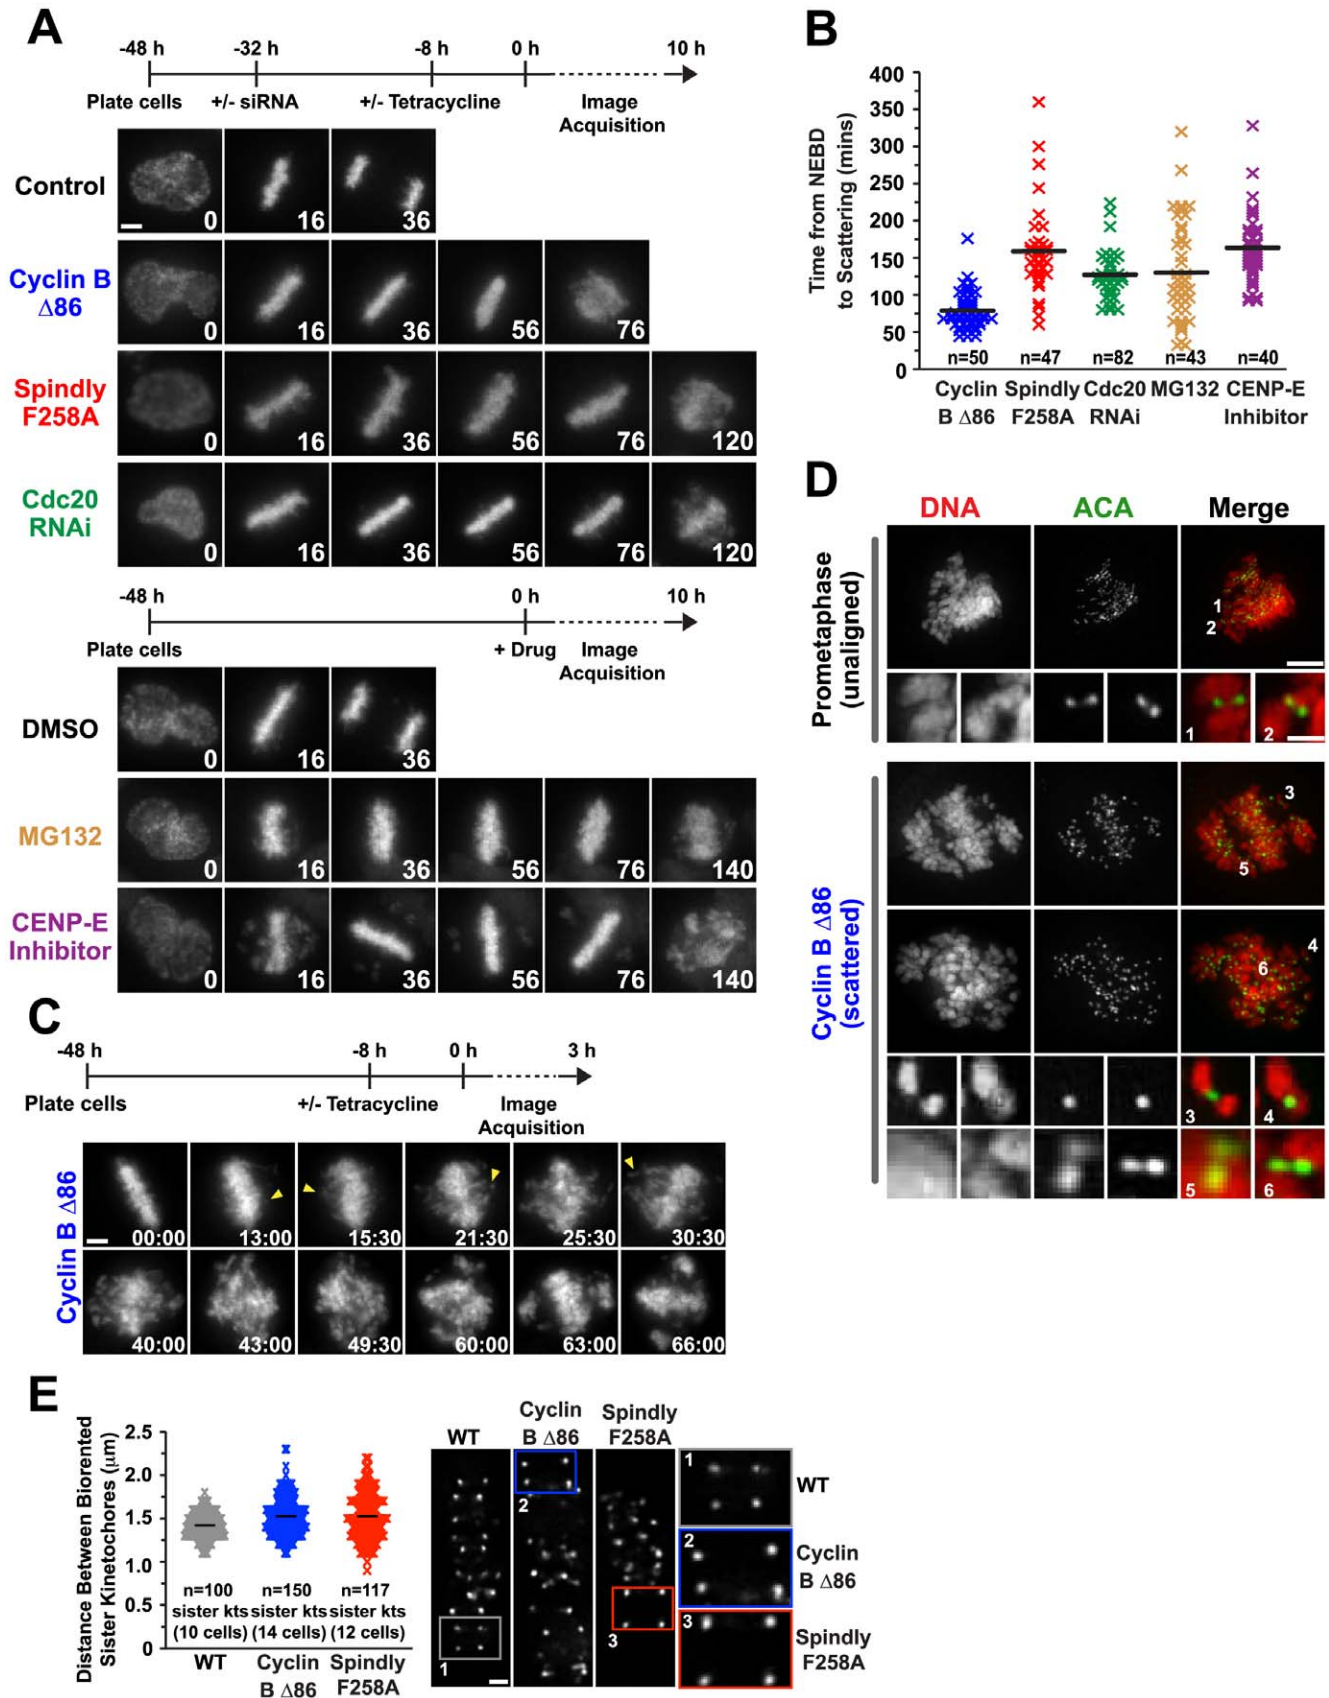 A
-48 h -32 h -8 h 0 h 10 h
Plate cells +/- siRNA +/- Tetracycline Image
Acquisition
Control
0 16 36
Cyclin B
Δ86
0 16 36 56 76
Spindly
F258A
0 16 36 56 76 120
Cdc20
RNAi
0 16 36 56 76 120
-48 h 0 h 10 h
Plate cells + Drug Image
Acquisition
DMSO
0 16 36
MG132
0 16 36 56 76 140
CENP-E
Inhibitor
0 16 36 56 76 140
B
Time from NEBD
to Scattering (mins)
400
350
300
250
200
150
100
50
0
n=50 n=47 n=82 n=43 n=40
Cyclin Spindly Cdc20 MG132 CENP-E
B Δ86 F258A RNAi Inhibitor
C
-48 h -8 h 0 h 3 h
Plate cells +/- Tetracycline Image
Acquisition
Cyclin B Δ86
00:00 13:00 15:30 21:30 25:30 30:30
40:00 43:00 49:30 60:00 63:00 66:00
D
DNA ACA Merge
Prometaphase
(unaligned)
1
2
1 2
Cyclin B Δ86
(scattered)
3
5
4
6
3 4
5 6
E
Distance Between Biorented
Sister Kinetochores (μm)
2.5
2.0
1.5
1.0
0.5
0
n=100 n=150 n=117
sister kts sister kts sister kts
(10 cells) (14 cells) (12 cells)
WT Cyclin Spindly
B Δ86 F258A
WT Cyclin Spindly
B Δ86 F258A
1
2
3
1 WT
2 Cyclin
B Δ86
3 Spindly
F258A